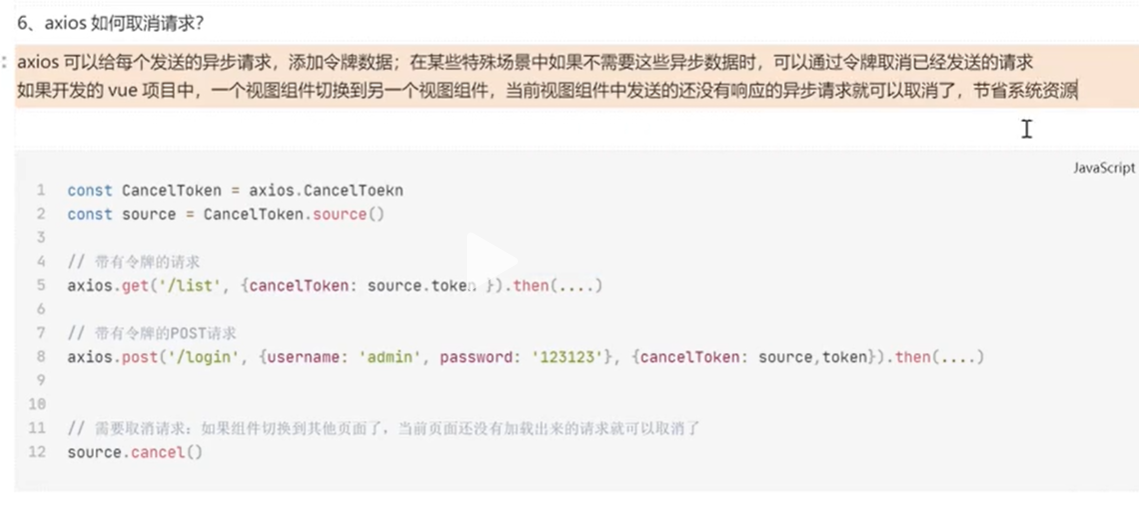 6、axios 如何取消请求?
axios 可以给每个发送的异步请求，添加令牌数据；在某些特殊场景中如果不需要这些异步数据时，可以通过令牌取消已经发送的请求
如果开发的 vue 项目中，一个视图组件切换到另一个视图组件，当前视图组件中发送的还没有响应的异步请求就可以取消了，节省系统资源
JavaScript
1 const CancelToken = axios.CancelToekn
2 const source = CancelToken.source()
3
4 // 带有令牌的请求
5 axios.get('/list', {cancelToken: source.token }).then(....)
6
7 // 带有令牌的POST请求
8 axios.post('/login', {username: 'admin', password: '123123'}, {cancelToken: source,token}).then(....)
9
10
11 // 需要取消请求：如果组件切换到其他页面了，当前页面还没有加载出来的请求就可以取消了
12 source.cancel()